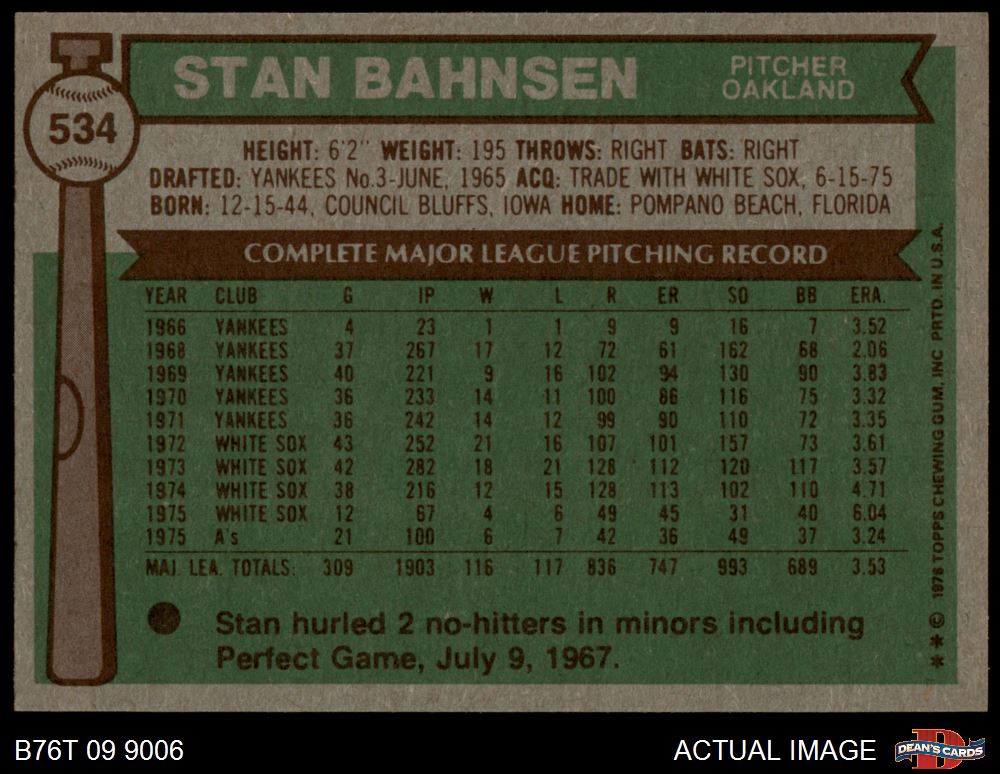 STAN BAHNSEN PITCHER
OAKLAND
534
HEIGHT: 6'2" WEIGHT: 195 THROWS: RIGHT BATS: RIGHT
DRAFTED: YANKEES No.3-JUNE, 1965 ACQ: TRADE WITH WHITE SOX, 6-15-75
BORN: 12-15-44, COUNCIL BLUFFS, IOWA HOME: POMPANO BEACH, FLORIDA
COMPLETE MAJOR LEAGUE PITCHING RECORD
YEAR CLUB G IP W L R ER SO BB ERA.
1966 YANKEES 4 23 1 1 9 9 16 7 3.52
1968 YANKEES 37 267 17 12 72 61 162 68 2.06
1969 YANKEES 40 221 9 16 102 94 130 90 3.83
1970 YANKEES 36 233 14 11 100 86 116 75 3.32
1971 YANKEES 36 242 14 12 99 90 110 72 3.35
1972 WHITE SOX 43 252 21 16 107 101 157 73 3.61
1973 WHITE SOX 42 282 18 21 128 112 120 117 3.57
1974 WHITE SOX 38 216 12 15 128 113 102 110 4.71
1975 WHITE SOX 12 67 4 6 49 45 31 40 6.04
1975 A's 21 100 6 7 42 36 49 37 3.24
MAJ. LEA. TOTALS: 309 1903 116 117 836 747 993 689 3.53
Stan hurled 2 no-hitters in minors including
Perfect Game, July 9, 1967.
* * © 1976 TOPPS CHEWING GUM, INC PRTD. IN U.S.A.
B76T 09 9006 ACTUAL IMAGE
D
DEAN'S CARDS